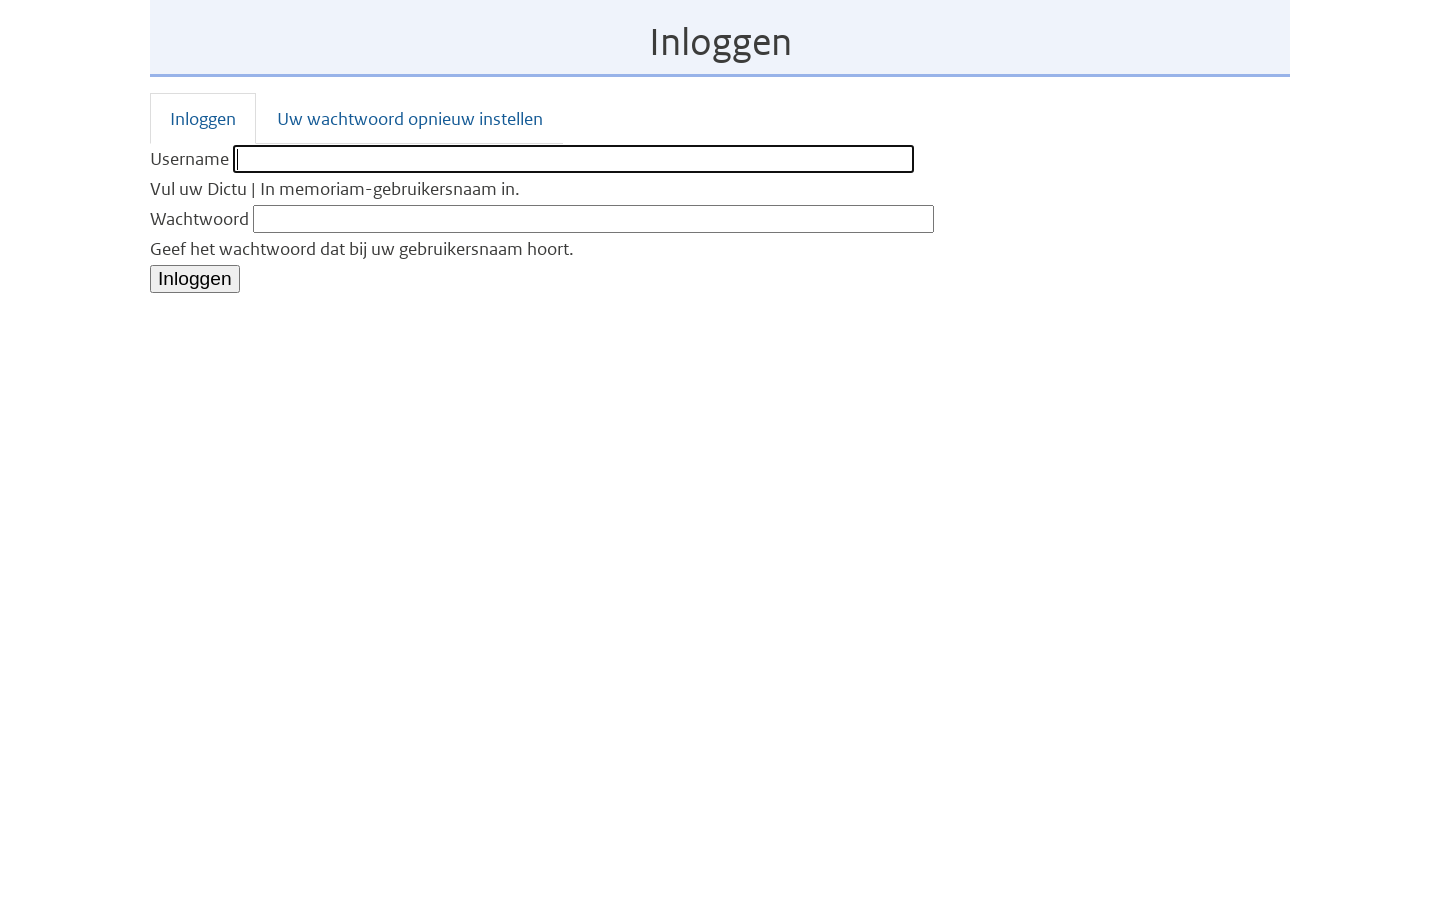 Inloggen
Inloggen
Uw wachtwoord opnieuw instellen
Username
Vul uw Dictu | In memoriam-gebruikersnaam in.
Wachtwoord
Geef het wachtwoord dat bij uw gebruikersnaam hoort.
Inloggen